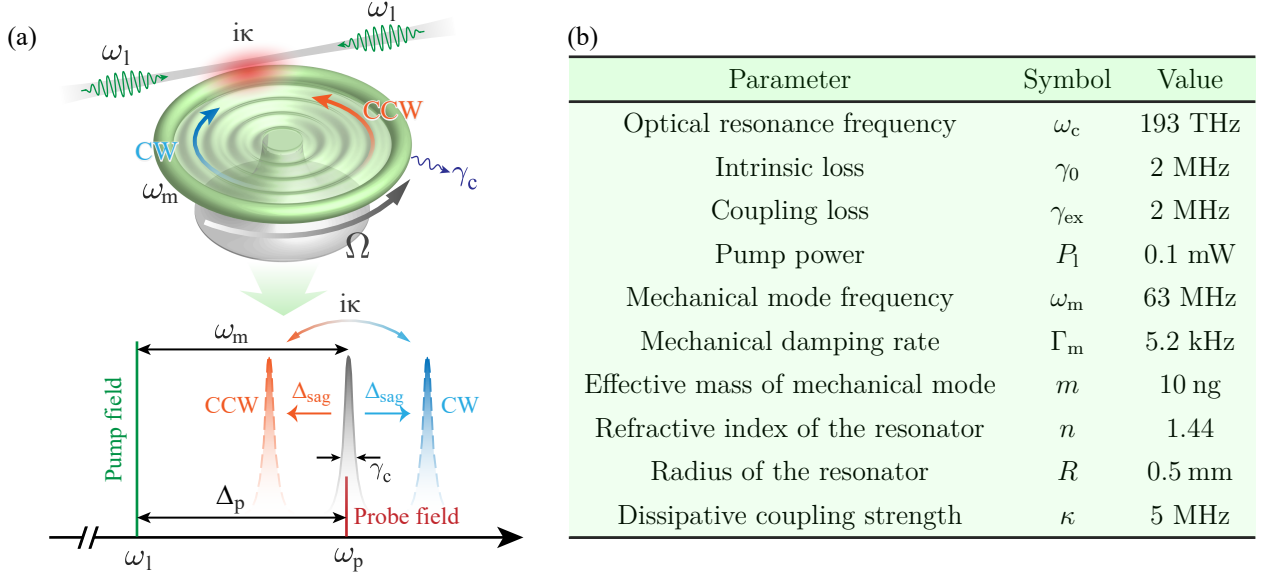 (a)
ω_l
iκ
ω_l
CCW
CW
ω_m
γ_c
Ω
iκ
ω_m
Pump field
CCW
Δ_sag
Δ_sag
CW
γ_c
Δ_p
Probe field
ω_l
ω_p
(b)
Parameter Symbol Value
Optical resonance frequency ω_c 193 THz
Intrinsic loss γ_0 2 MHz
Coupling loss γ_ex 2 MHz
Pump power P_l 0.1 mW
Mechanical mode frequency ω_m 63 MHz
Mechanical damping rate Γ_m 5.2 kHz
Effective mass of mechanical mode m 10 ng
Refractive index of the resonator n 1.44
Radius of the resonator R 0.5 mm
Dissipative coupling strength κ 5 MHz